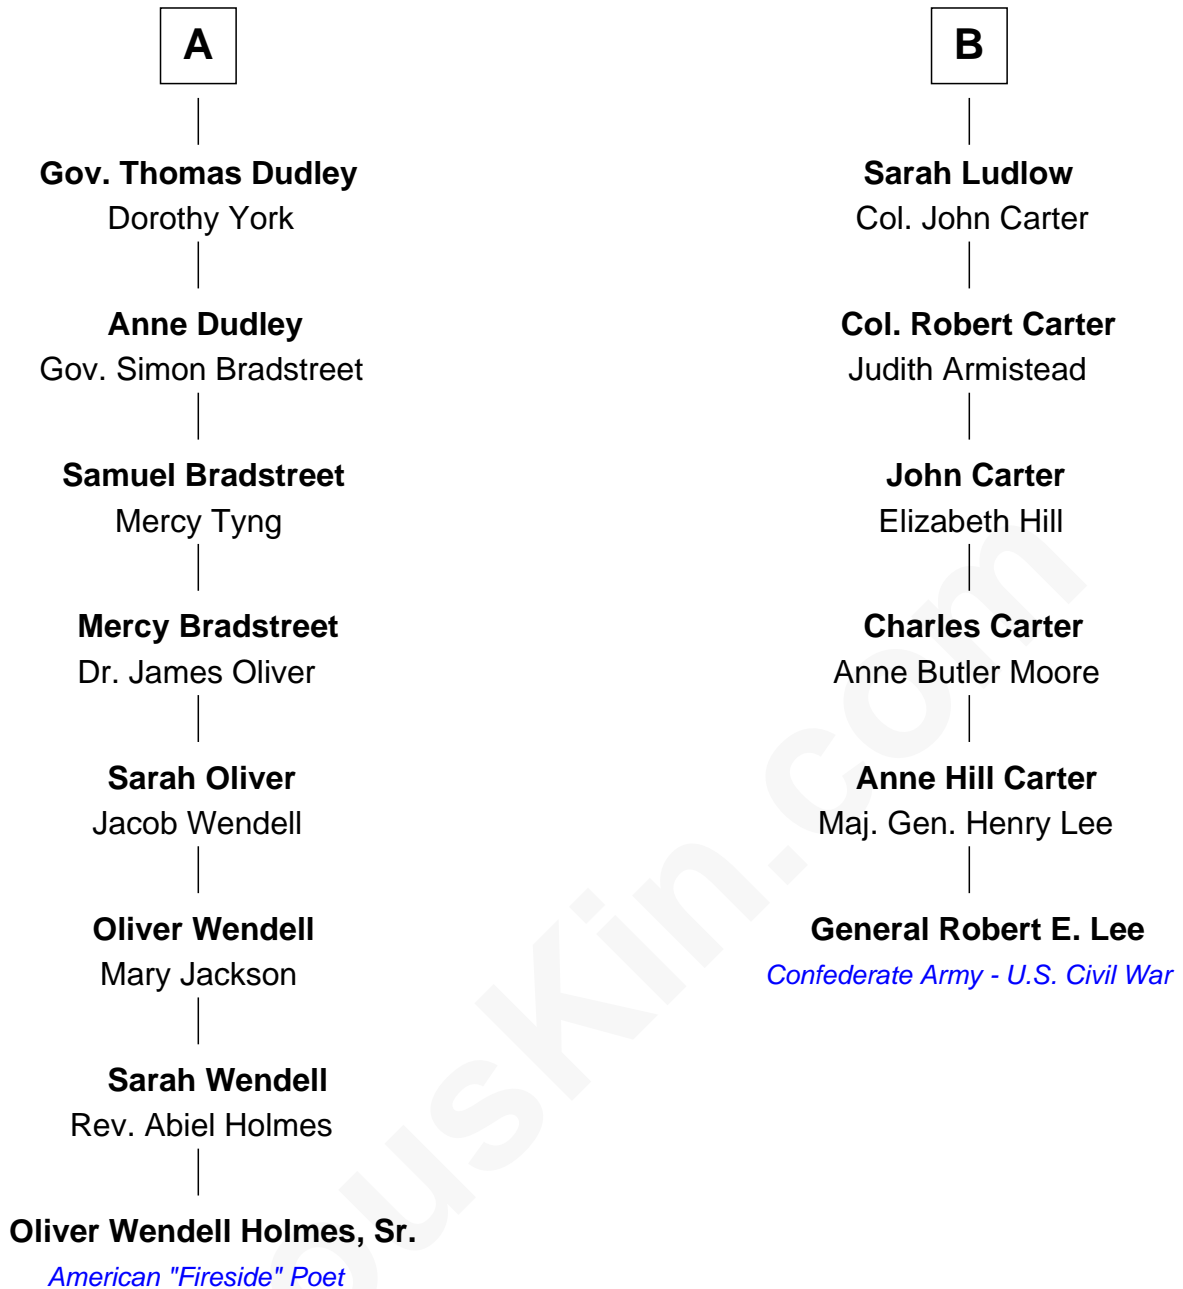 A
Gov. Thomas Dudley
Dorothy York
Anne Dudley
Gov. Simon Bradstreet
Samuel Bradstreet
Mercy Tyng
Mercy Bradstreet
Dr. James Oliver
Sarah Oliver
Jacob Wendell
Oliver Wendell
Mary Jackson
Sarah Wendell
Rev. Abiel Holmes
Oliver Wendell Holmes, Sr.
American "Fireside" Poet
B
Sarah Ludlow
Col. John Carter
Col. Robert Carter
Judith Armistead
John Carter
Elizabeth Hill
Charles Carter
Anne Butler Moore
Anne Hill Carter
Maj. Gen. Henry Lee
General Robert E. Lee
Confederate Army - U.S. Civil War
ousKin.com